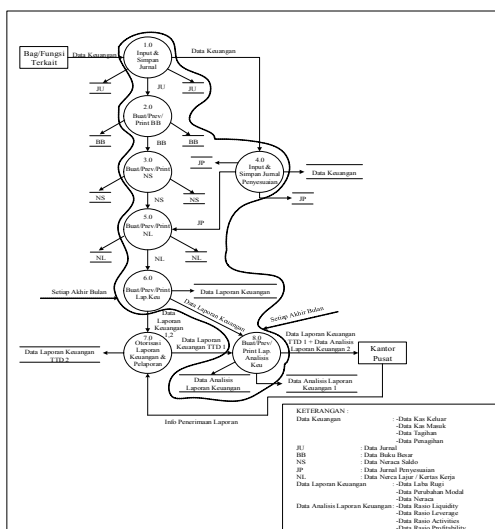 Bag/Fungsi
Terkait
Data Keuangan
1.0
Input &
Simpan
Jurnal
Data Keuangan
JU
JU
JU
2.0
Buat/Prev/
Print BB
BB
BB
BB
3.0
Buat/Prev/Print
NS
NS
NS
NS
4.0
Input &
Simpan Jurnal
Penyesuaian
JP
Data Keuangan
JP
JP
5.0
Buat/Prev/Print
NL
NL
NL
NL
6.0
Buat/Prev/Print
Lap.Keu
Setiap Akhir Bulan
Data Laporan Keuangan
Data
Laporan
Keuangan
1,2
Data Laporan Keuangan
Setiap Akhir Bulan
7.0
Otorisasi
Laporan
Keuangan &
Pelaporan
Data Laporan Keuangan
TTD 2
Data Laporan
Keuangan TTD 1
8.0
Buat/Prev/
Print Lap.
Analisis
Keu
Data Laporan Keuangan
TTD 1 + Data Analisis
Laporan Keuangan 2
Kantor
Pusat
Data Analisis
Laporan Keuangan
Data Analisis Laporan
Keuangan 1
Info Penerimaan Laporan
KETERANGAN :
Data Keuangan : -Data Kas Keluar
-Data Kas Masuk
-Data Tagihan
-Data Penagihan
JU : Data Jurnal
BB : Data Buku Besar
NS : Data Neraca Saldo
JP : Data Jurnal Penyesuaian
NL : Data Nerca Lajur / Kertas Kerja
Data Laporan Keuangan : -Data Laba Rugi
-Data Perubahan Modal
-Data Neraca
Data Analisis Laporan Keuangan : -Data Rasio Liquidity
-Data Rasio Leverage
-Data Rasio Activities
-Data Rasio Profitability